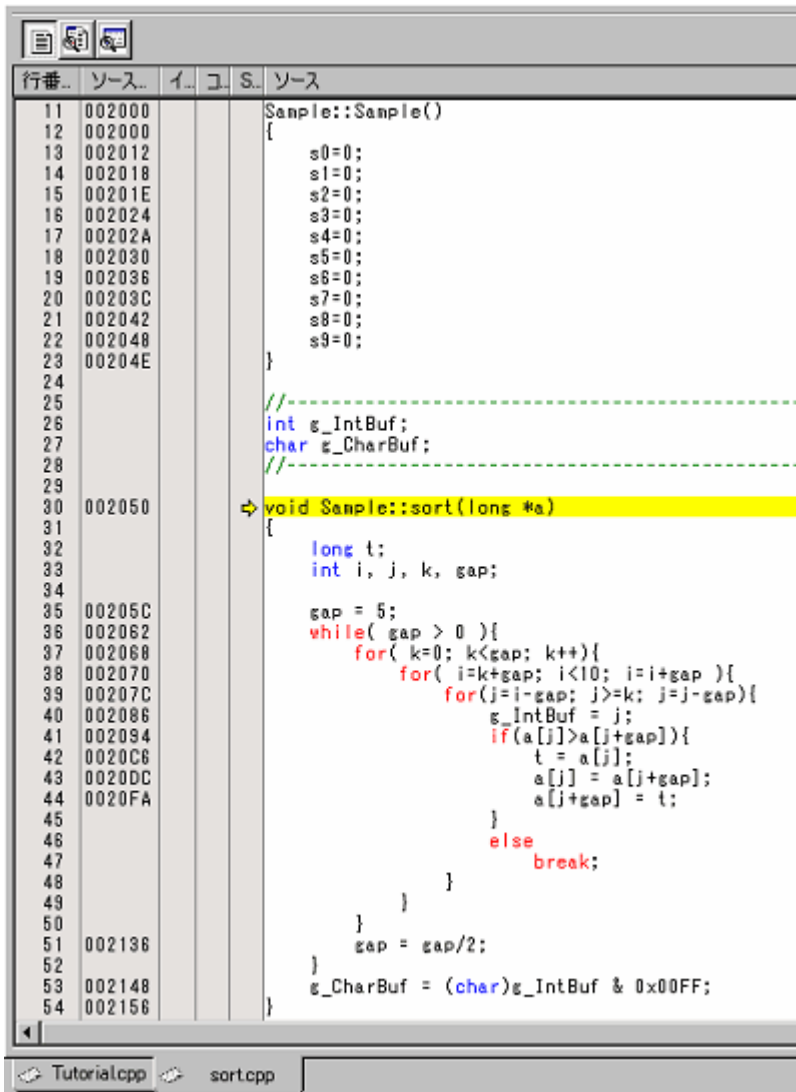 行番.. ソース.. イ.. コ.. S.. ソース
11 002000 Sample::Sample()
12 002000 {
13 002012 s0=0;
14 002018 s1=0;
15 00201E s2=0;
16 002024 s3=0;
17 00202A s4=0;
18 002030 s5=0;
19 002036 s6=0;
20 00203C s7=0;
21 002042 s8=0;
22 002048 s9=0;
23 00204E }
24
25 //------------------------------------------------
26 int g_IntBuf;
27 char g_CharBuf;
28 //------------------------------------------------
29
30 002050 void Sample::sort(long *a)
31 {
32 long t;
33 int i, j, k, gap;
34
35 00205C gap = 5;
36 002062 while( gap > 0 ){
37 002068 for( k=0; k<gap; k++){
38 002070 for( i=k+gap; i<10; i=i+gap ){
39 00207C for(j=i-gap; j>=k; j=j-gap){
40 002086 g_IntBuf = j;
41 002094 if(a[j]>a[j+gap]){
42 0020C6 t = a[j];
43 0020DC a[j] = a[j+gap];
44 0020FA a[j+gap] = t;
45 }
46 else
47 break;
48 }
49 }
50 }
51 002136 gap = gap/2;
52 }
53 002148 g_CharBuf = (char)g_IntBuf & 0x00FF;
54 002156 }
Tutorial.cpp sort.cpp